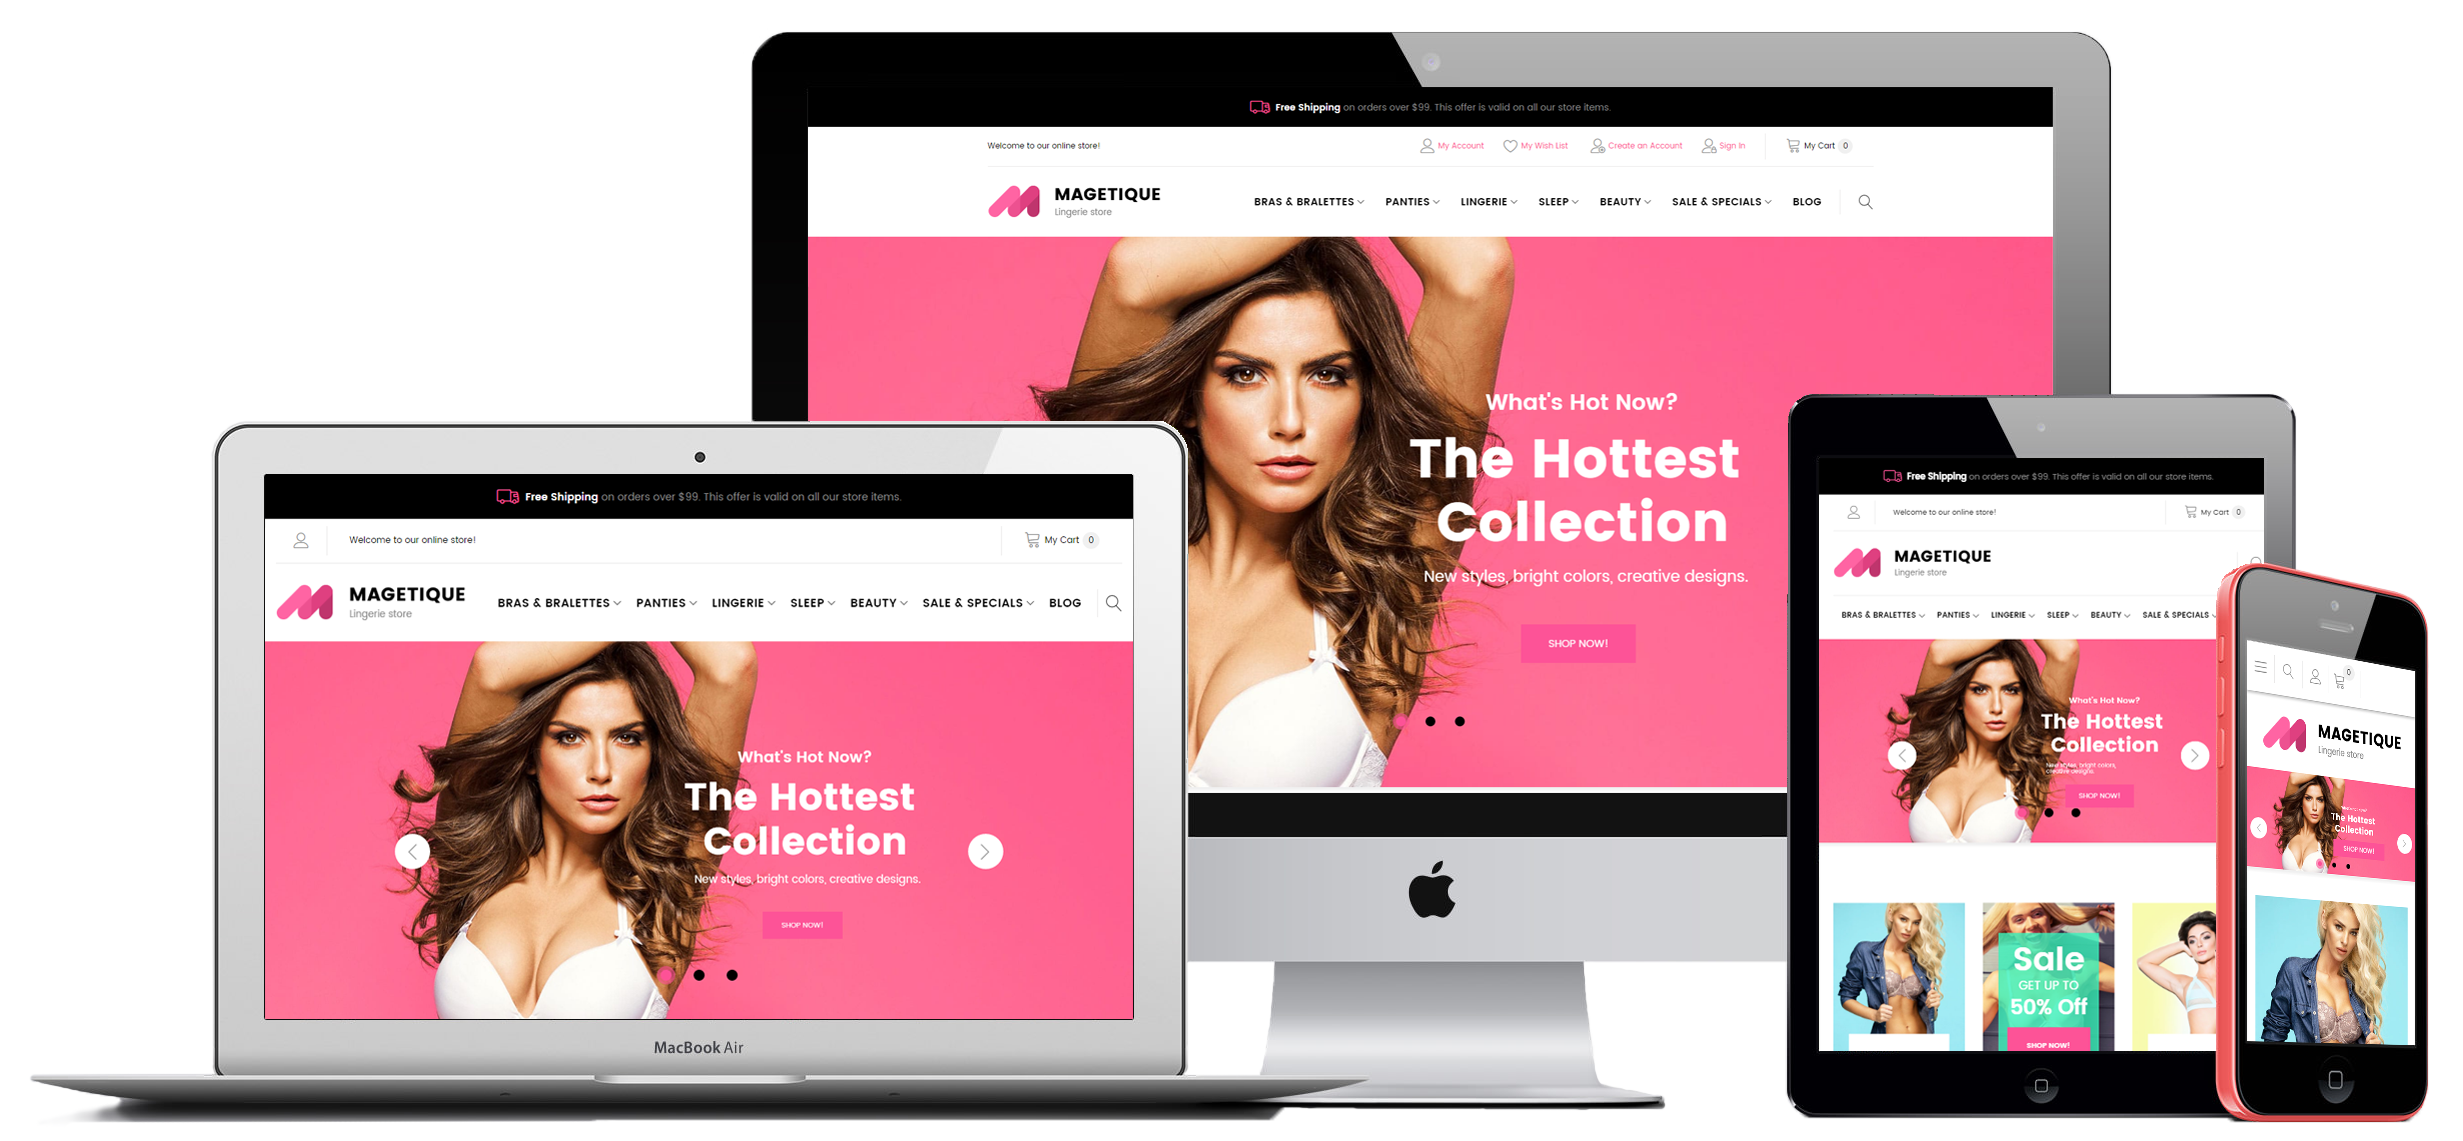 Free Shipping on orders over $99. This offer is valid on all our store items.
Welcome to our online store!
My Account
My Wish List
Create an Account
Sign In
My Cart 0
MAGETIQUE
Lingerie store
BRAS & BRALETTES
PANTIES
LINGERIE
SLEEP
BEAUTY
SALE & SPECIALS
BLOG
What's Hot Now?
The Hottest
Collection
New styles, bright colors, creative designs.
SHOP NOW!
Free Shipping on orders over $99. This offer is valid on all our store items.
Welcome to our online store!
My Cart 0
MAGETIQUE
Lingerie store
BRAS & BRALETTES
PANTIES
LINGERIE
SLEEP
BEAUTY
SALE & SPECIALS
BLOG
What's Hot Now?
The Hottest
Collection
New styles, bright colors, creative designs.
SHOP NOW!
MacBook Air
Free Shipping on orders over $99. This offer is valid on all our store items.
Welcome to our online store!
My Cart 0
MAGETIQUE
Lingerie store
BRAS & BRALETTES
PANTIES
LINGERIE
SLEEP
BEAUTY
SALE & SPECIALS
What's Hot Now?
The Hottest
Collection
New styles, bright colors,
creative designs.
SHOP NOW!
Sale
GET UP TO
50% Off
SHOP NOW!
0
MAGETIQUE
Lingerie store
The Hottest
Collection
SHOP NOW!